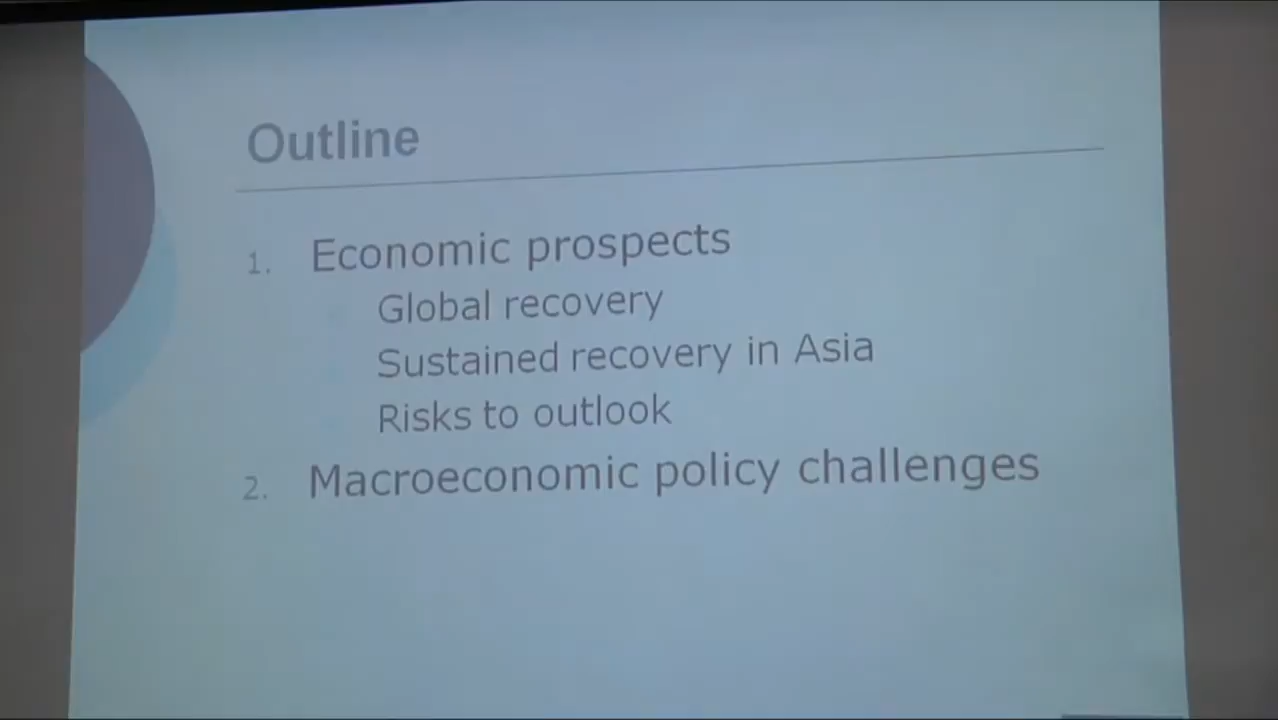 Outline
1. Economic prospects
Global recovery
Sustained recovery in Asia
Risks to outlook
2. Macroeconomic policy challenges